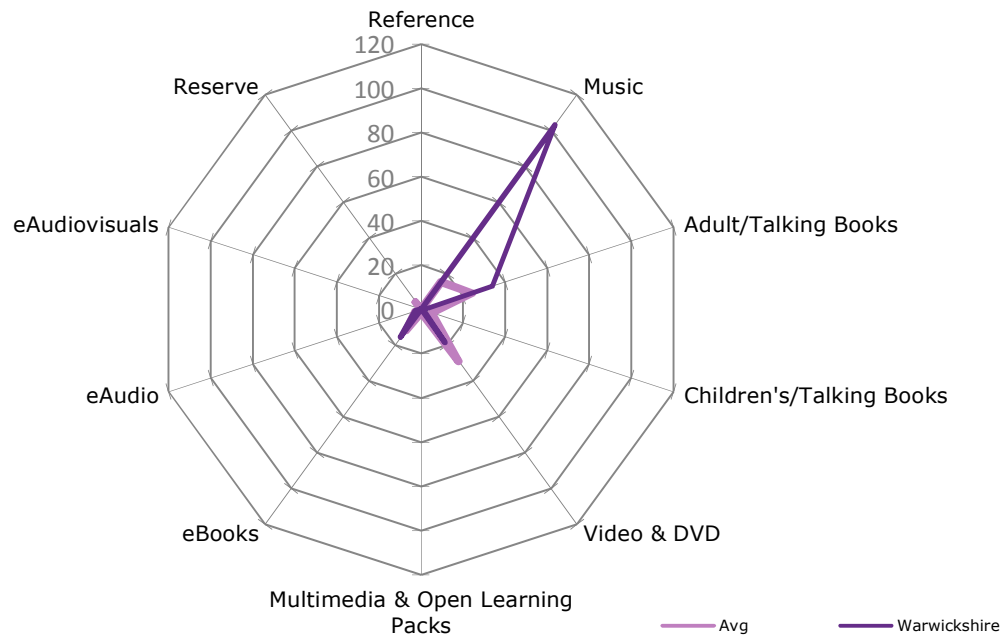 Reference
120
100
80
60
40
20
0
Music
Adult/Talking Books
Children's/Talking Books
Video & DVD
Multimedia & Open Learning
Packs
eBooks
eAudio
eAudiovisuals
Reserve
Avg
Warwickshire